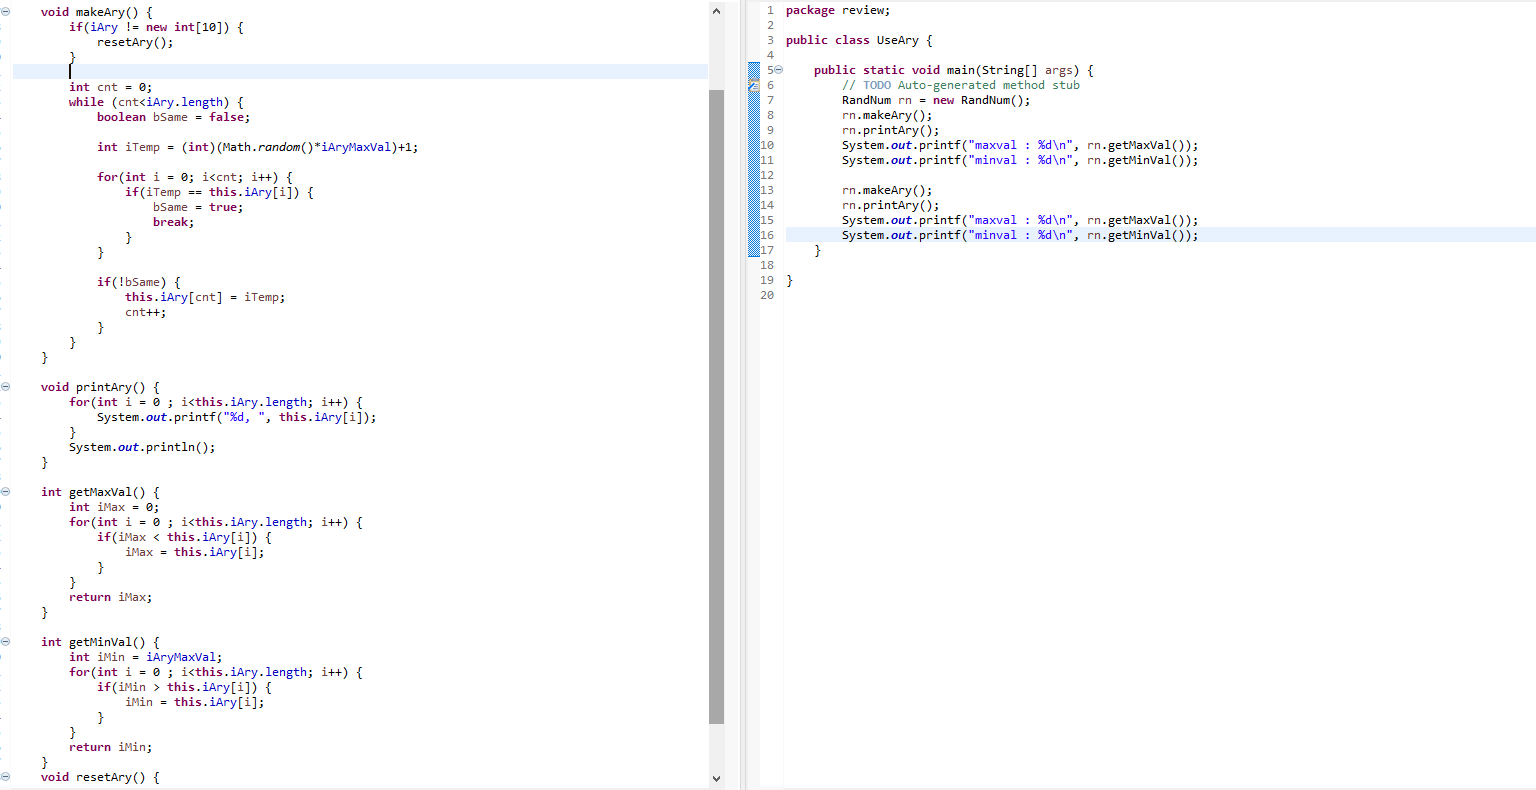 void makeAry() {
if(iAry != new int[10]) {
resetAry();
}
int cnt = 0;
while (cnt<iAry.length) {
boolean bSame = false;
int iTemp = (int)(Math.random()*iAryMaxVal)+1;
for(int i = 0; i<cnt; i++) {
if(iTemp == this.iAry[i]) {
bSame = true;
break;
}
}
if(!bSame) {
this.iAry[cnt] = iTemp;
cnt++;
}
}
}
void printAry() {
for(int i = 0 ; i<this.iAry.length; i++) {
System.out.printf("%d, ", this.iAry[i]);
}
System.out.println();
}
int getMaxVal() {
int iMax = 0;
for(int i = 0 ; i<this.iAry.length; i++) {
if(iMax < this.iAry[i]) {
iMax = this.iAry[i];
}
}
return iMax;
}
int getMinVal() {
int iMin = iAryMaxVal;
for(int i = 0 ; i<this.iAry.length; i++) {
if(iMin > this.iAry[i]) {
iMin = this.iAry[i];
}
}
return iMin;
}
void resetAry() {
1 package review;
2
3 public class UseAry {
4
5 public static void main(String[] args) {
6 // TODO Auto-generated method stub
7 RandNum rn = new RandNum();
8 rn.makeAry();
9 rn.printAry();
10 System.out.printf("maxval : %d\n", rn.getMaxVal());
11 System.out.printf("minval : %d\n", rn.getMinVal());
12
13 rn.makeAry();
14 rn.printAry();
15 System.out.printf("maxval : %d\n", rn.getMaxVal());
16 System.out.printf("minval : %d\n", rn.getMinVal());
17 }
18
19 }
20